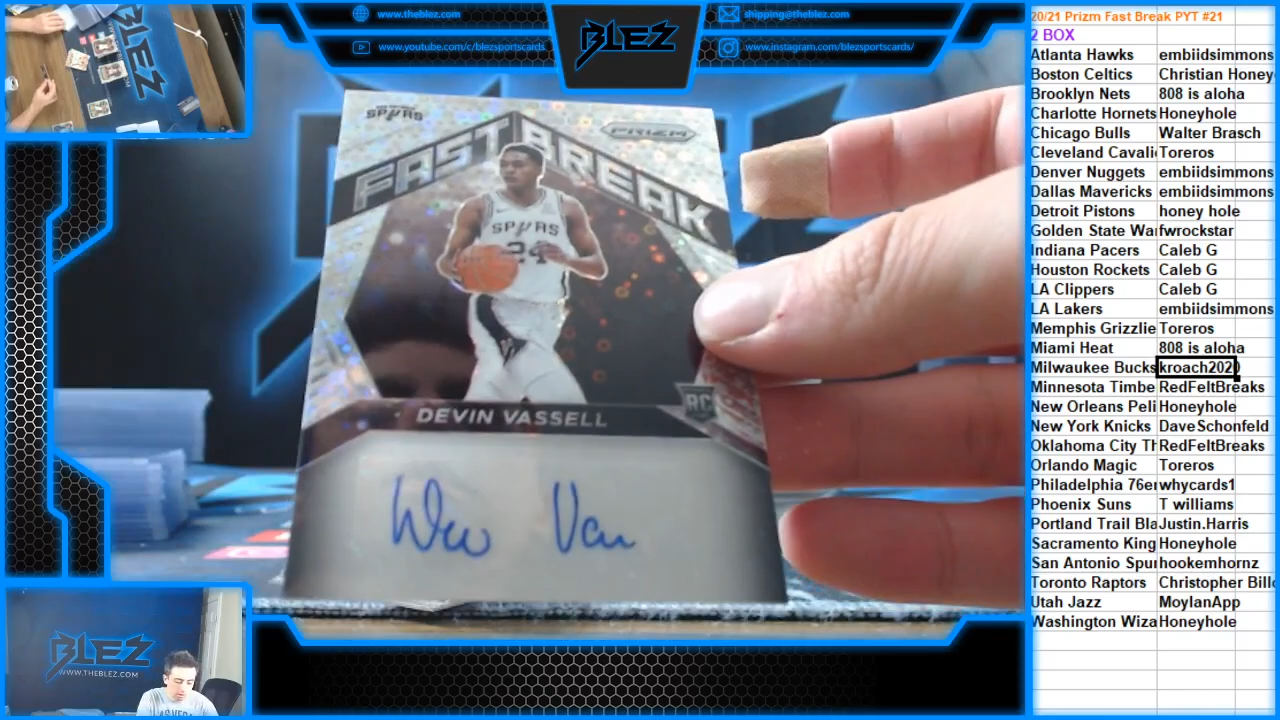 www.theblez.com
shipping@theblez.com
www.youtube.com/c/blezsportscards
www.instagram.com/blezsportscards/
BLEZ
SPURS
PRIZM
FAST BREAK
SPURS
24
DEVIN VASSELL
RC
BLEZ
WWW.THEBLEZ.COM
20/21 Prizm Fast Break PYT #21
2 BOX
Atlanta Hawks embiidsimmons
Boston Celtics Christian Honey
Brooklyn Nets 808 is aloha
Charlotte Hornets Honeyhole
Chicago Bulls Walter Brasch
Cleveland Cavali Toreros
Denver Nuggets embiidsimmons
Dallas Mavericks embiidsimmons
Detroit Pistons honey hole
Golden State War fwrockstar
Indiana Pacers Caleb G
Houston Rockets Caleb G
LA Clippers Caleb G
LA Lakers embiidsimmons
Memphis Grizzlie Toreros
Miami Heat 808 is aloha
Milwaukee Bucks kroach2020
Minnesota Timbe RedFeltBreaks
New Orleans Peli Honeyhole
New York Knicks DaveSchonfeld
Oklahoma City Th RedFeltBreaks
Orlando Magic Toreros
Philadelphia 76er whycards1
Phoenix Suns T williams
Portland Trail Bla Justin.Harris
Sacramento King Honeyhole
San Antonio Spur hookemhornz
Toronto Raptors Christopher Billo
Utah Jazz MoylanApp
Washington Wiza Honeyhole